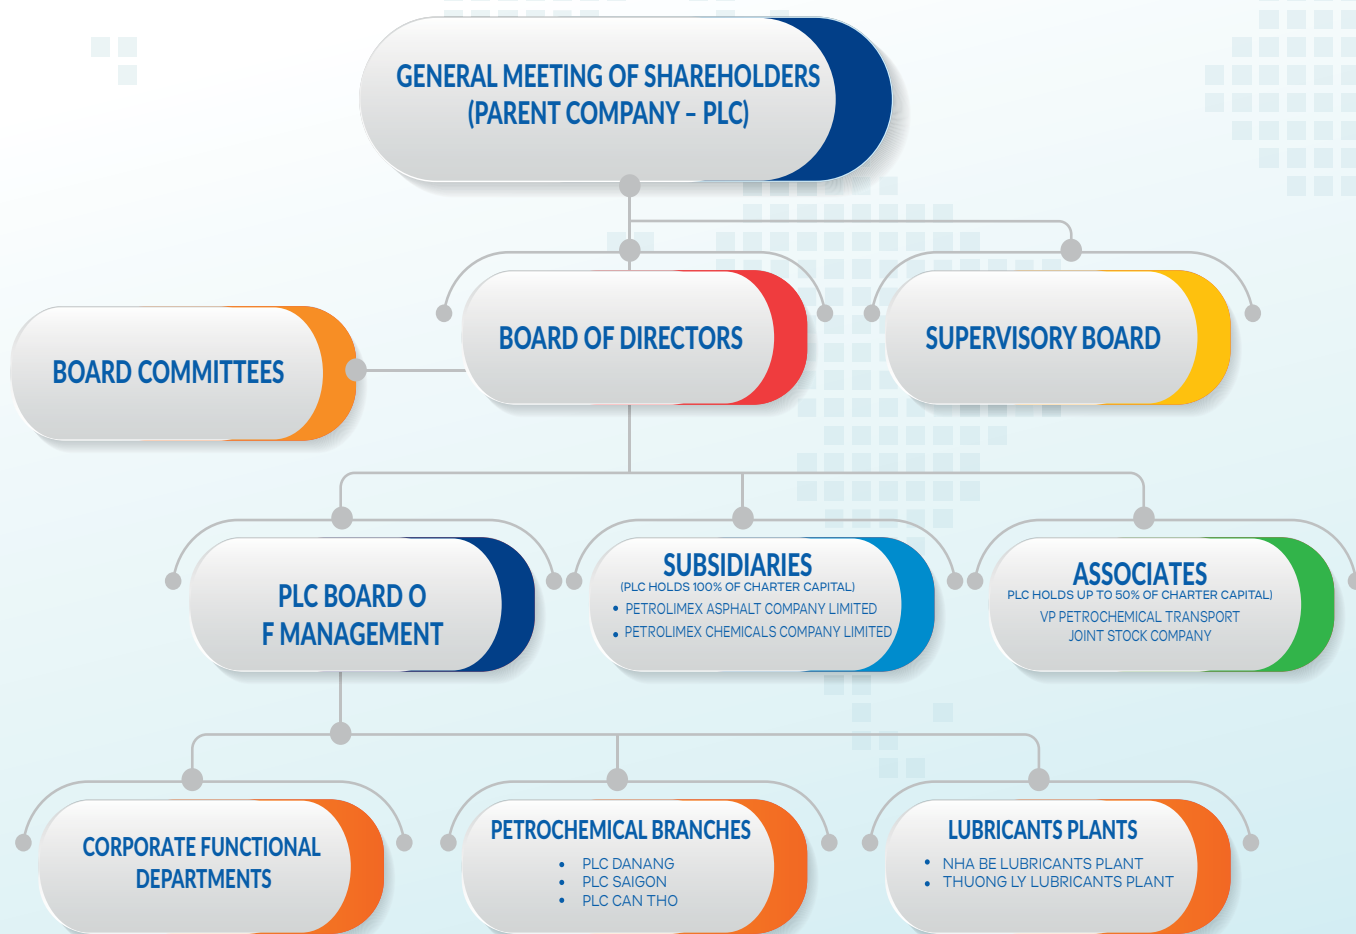 GENERAL MEETING OF SHAREHOLDERS
(PARENT COMPANY – PLC)
BOARD OF DIRECTORS
SUPERVISORY BOARD
BOARD COMMITTEES
PLC BOARD O
F MANAGEMENT
SUBSIDIARIES
(PLC HOLDS 100% OF CHARTER CAPITAL)
• PETROLIMEX ASPHALT COMPANY LIMITED
• PETROLIMEX CHEMICALS COMPANY LIMITED
ASSOCIATES
PLC HOLDS UP TO 50% OF CHARTER CAPITAL)
VP PETROCHEMICAL TRANSPORT
JOINT STOCK COMPANY
CORPORATE FUNCTIONAL
DEPARTMENTS
PETROCHEMICAL BRANCHES
• PLC DANANG
• PLC SAIGON
• PLC CAN THO
LUBRICANTS PLANTS
• NHA BE LUBRICANTS PLANT
• THUONG LY LUBRICANTS PLANT